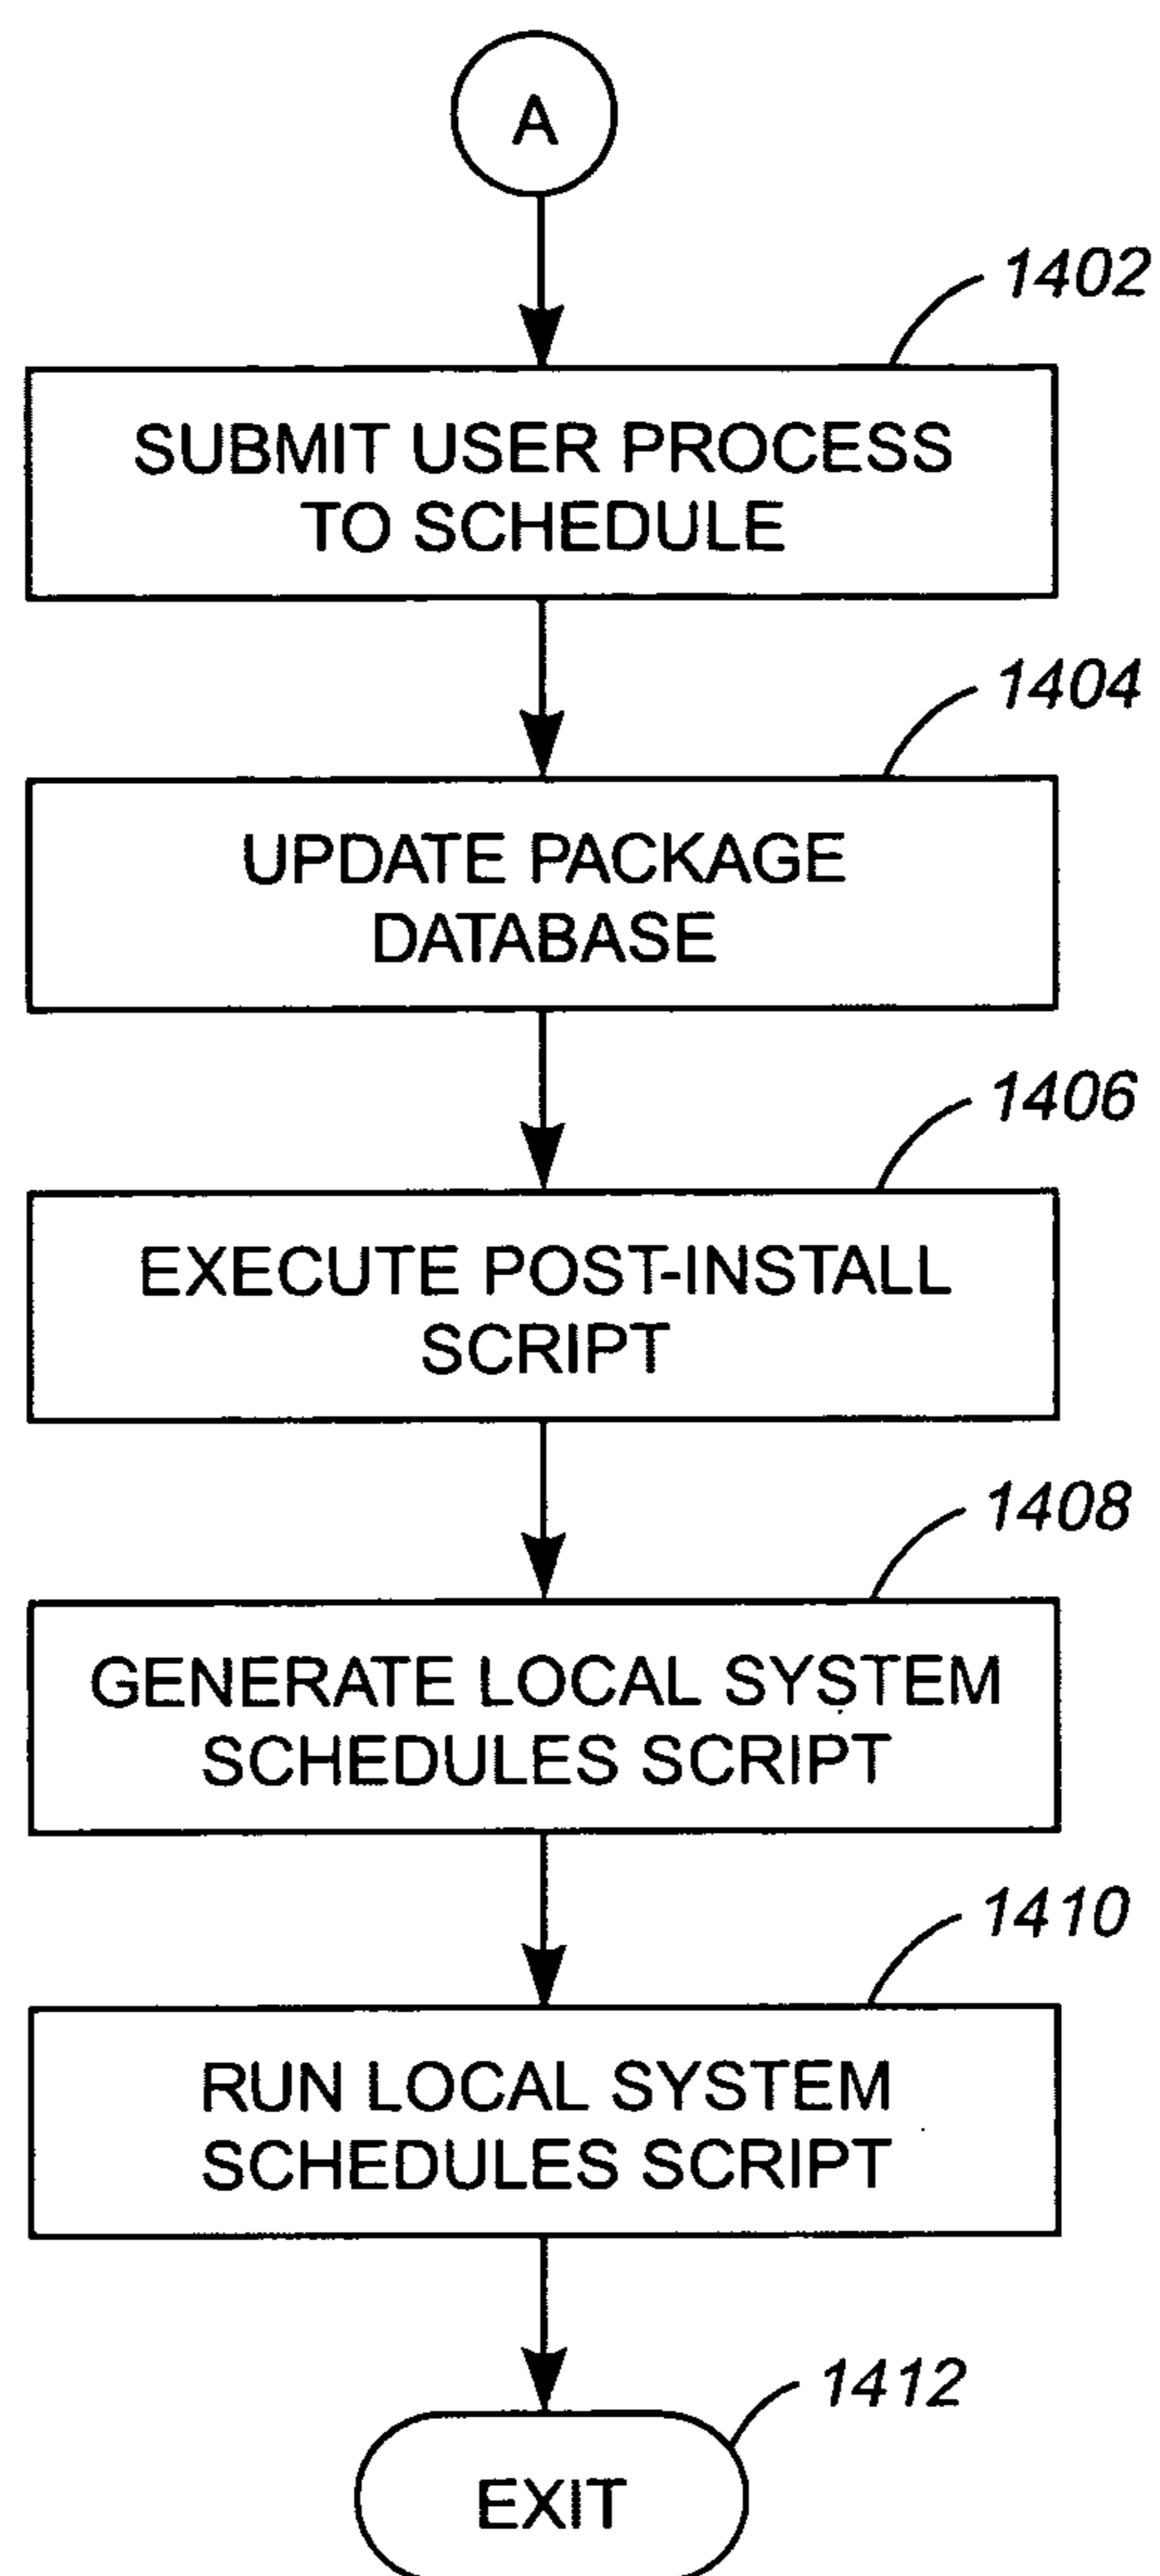 A
1402
SUBMIT USER PROCESS
TO SCHEDULE
1404
UPDATE PACKAGE
DATABASE
1406
EXECUTE POST-INSTALL
SCRIPT
1408
GENERATE LOCAL SYSTEM
SCHEDULES SCRIPT
1410
RUN LOCAL SYSTEM
SCHEDULES SCRIPT
1412
EXIT